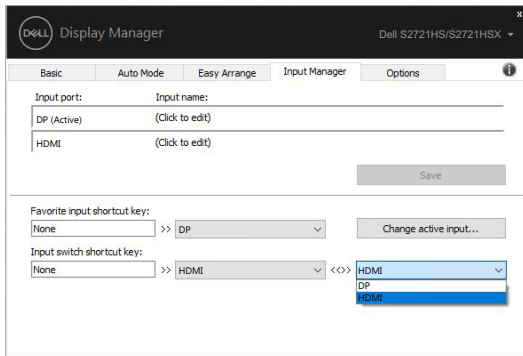 x
DELL Display Manager Dell S2721HS/S2721HSX
Basic Auto Mode Easy Arrange Input Manager Options i
Input port: Input name:
DP (Active) (Click to edit)
HDMI (Click to edit)
Save
Favorite input shortcut key:
None >> DP Change active input...
Input switch shortcut key:
None >> HDMI <<>> HDMI
DP
HDMI